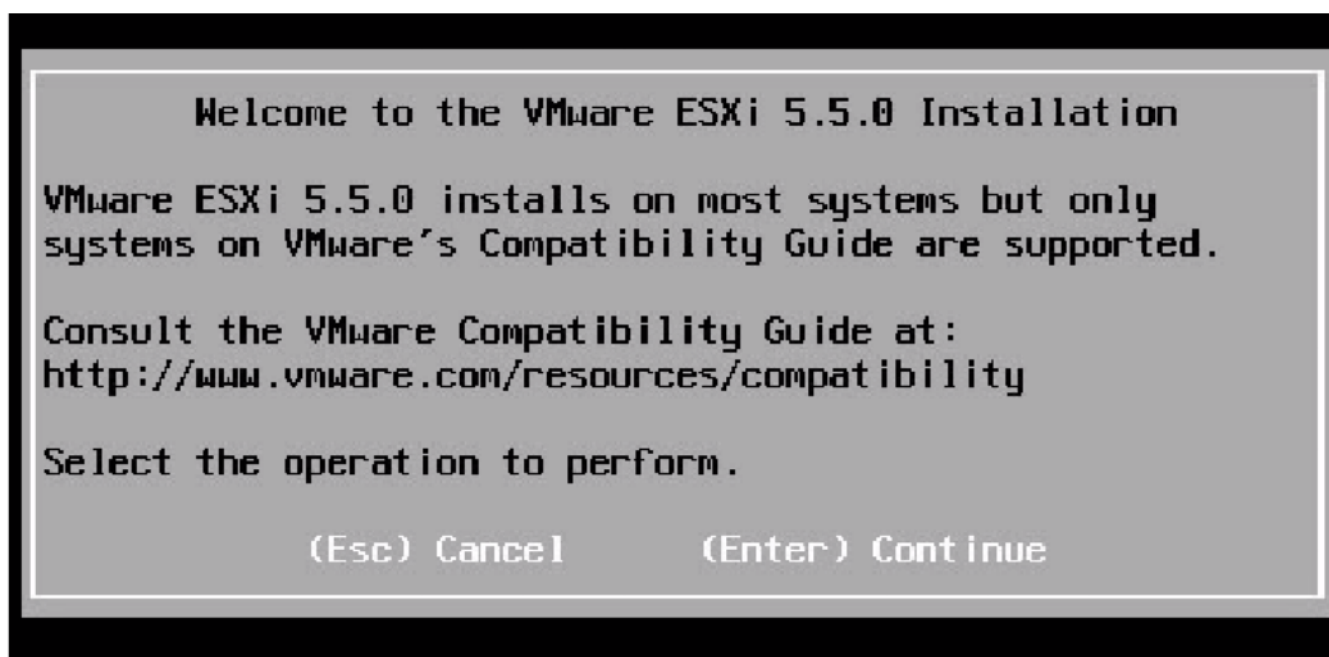 Welcome to the VMware ESXi 5.5.0 Installation
VMware ESXi 5.5.0 installs on most systems but only
systems on VMware's Compatibility Guide are supported.
Consult the VMware Compatibility Guide at:
http://www.vmware.com/resources/compatibility
Select the operation to perform.
(Esc) Cancel (Enter) Continue